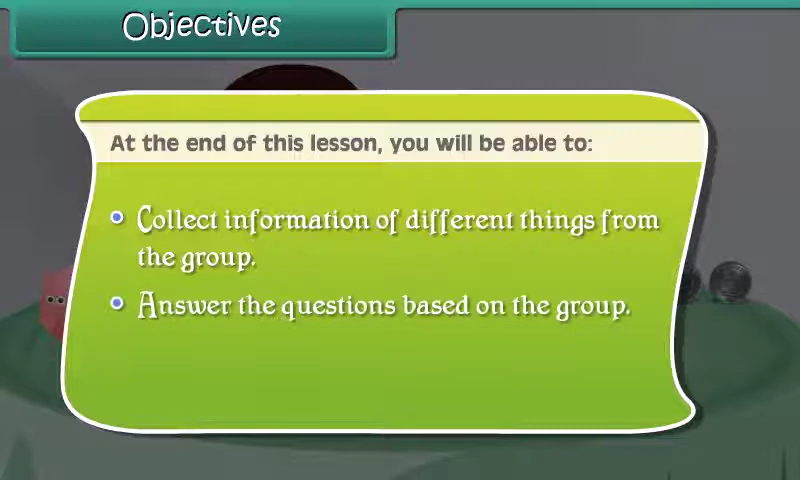 Objectives
At the end of this lesson, you will be able to:
Collect information of different things from
the group.
Answer the questions based on the group.